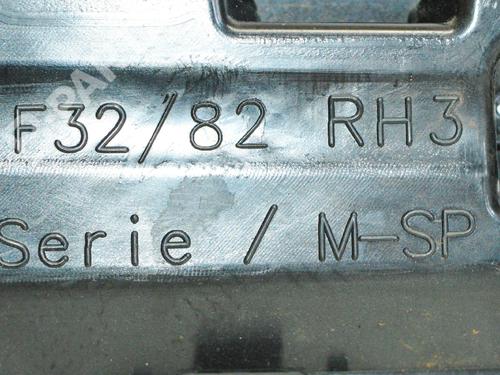 F32/82 RH3
Serie / M-SP